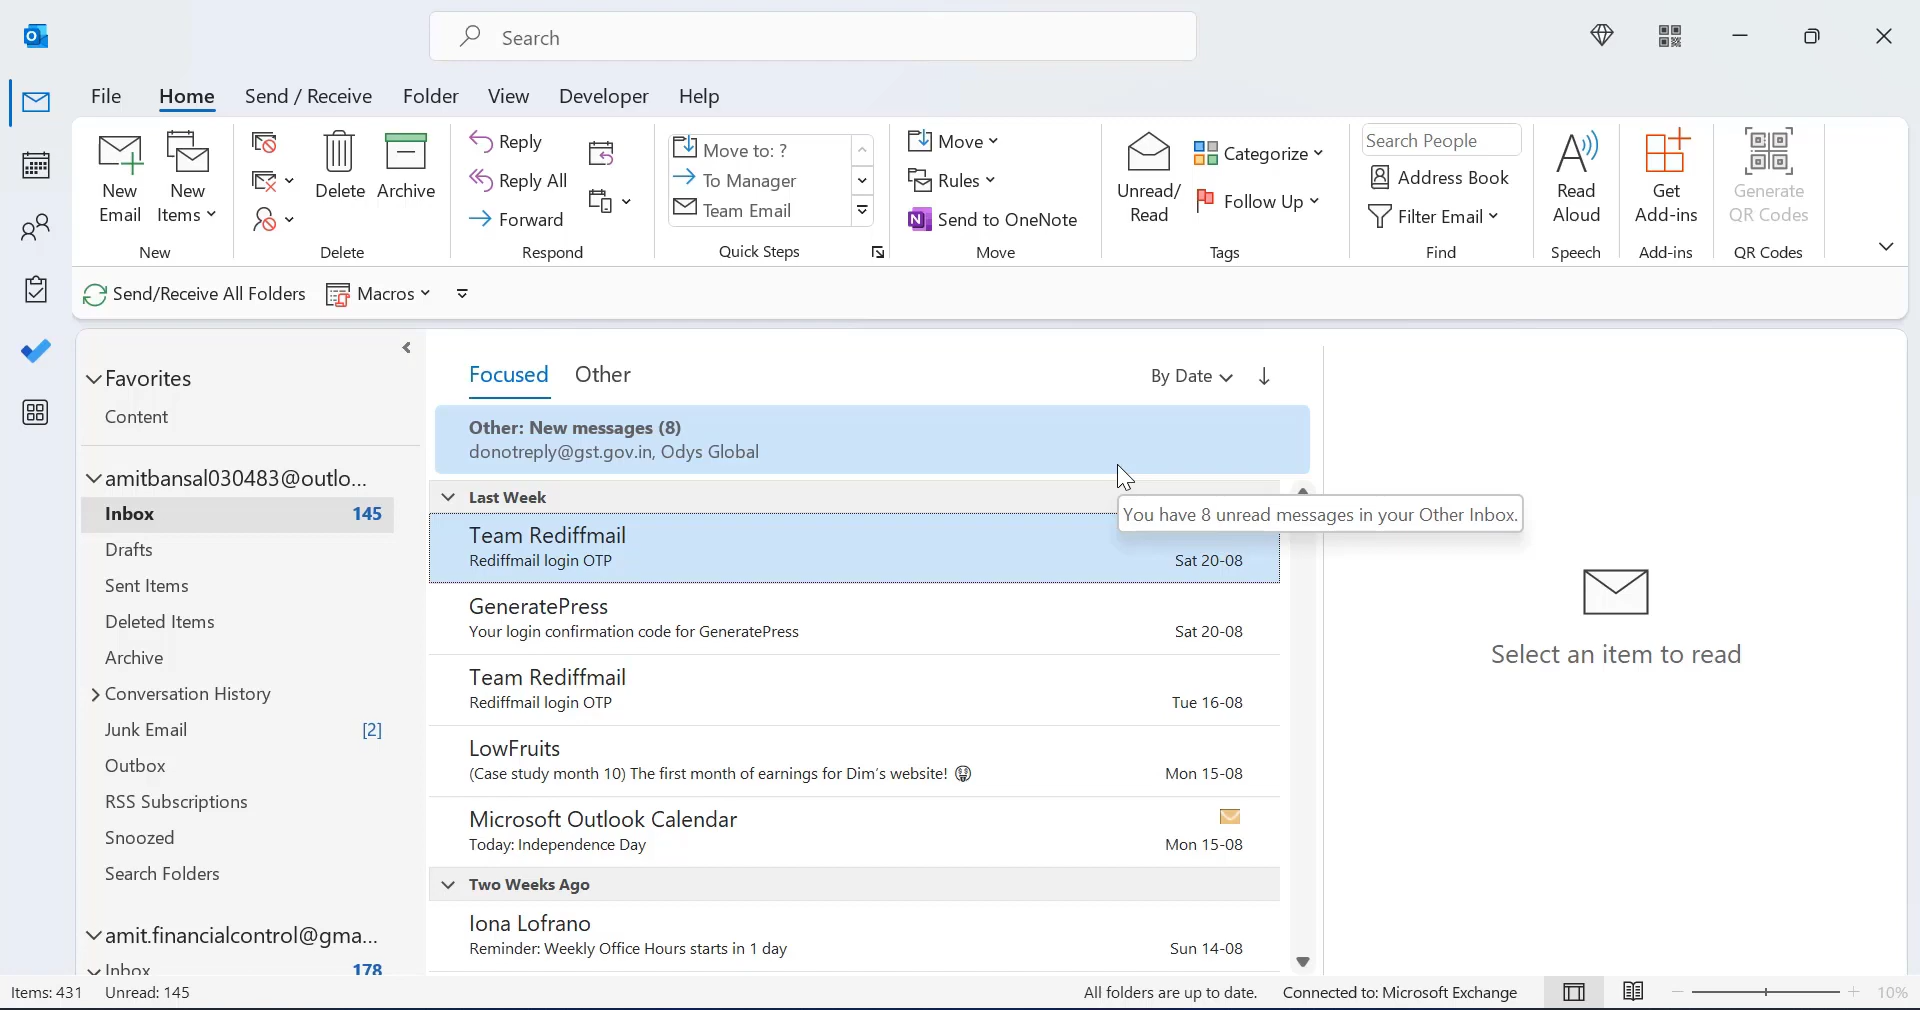 Search
File Home Send / Receive Folder View Developer Help
New Email
New Items
New
Delete
Archive
Delete
Reply
Reply All
Forward
Respond
Move to: ?
To Manager
Team Email
Quick Steps
Move
Rules
Send to OneNote
Move
Unread/ Read
Categorize
Follow Up
Tags
Search People
Address Book
Filter Email
Find
Read Aloud
Speech
Get Add-ins
Add-ins
Generate QR Codes
QR Codes
Send/Receive All Folders Macros
Favorites
Content
amitbansal030483@outlo...
Inbox 145
Drafts
Sent Items
Deleted Items
Archive
Conversation History
Junk Email [2]
Outbox
RSS Subscriptions
Snoozed
Search Folders
amit.financialcontrol@gma...
Inbox 178
Focused Other By Date
Other: New messages (8)
donotreply@gst.gov.in, Odys Global
Last Week
You have 8 unread messages in your Other Inbox.
Team Rediffmail
Rediffmail login OTP Sat 20-08
GeneratePress
Your login confirmation code for GeneratePress Sat 20-08
Team Rediffmail
Rediffmail login OTP Tue 16-08
LowFruits
(Case study month 10) The first month of earnings for Dim's website! 🤑 Mon 15-08
Microsoft Outlook Calendar
Today: Independence Day Mon 15-08
Two Weeks Ago
Iona Lofrano
Reminder: Weekly Office Hours starts in 1 day Sun 14-08
Select an item to read
Items: 431 Unread: 145 All folders are up to date. Connected to: Microsoft Exchange 10%